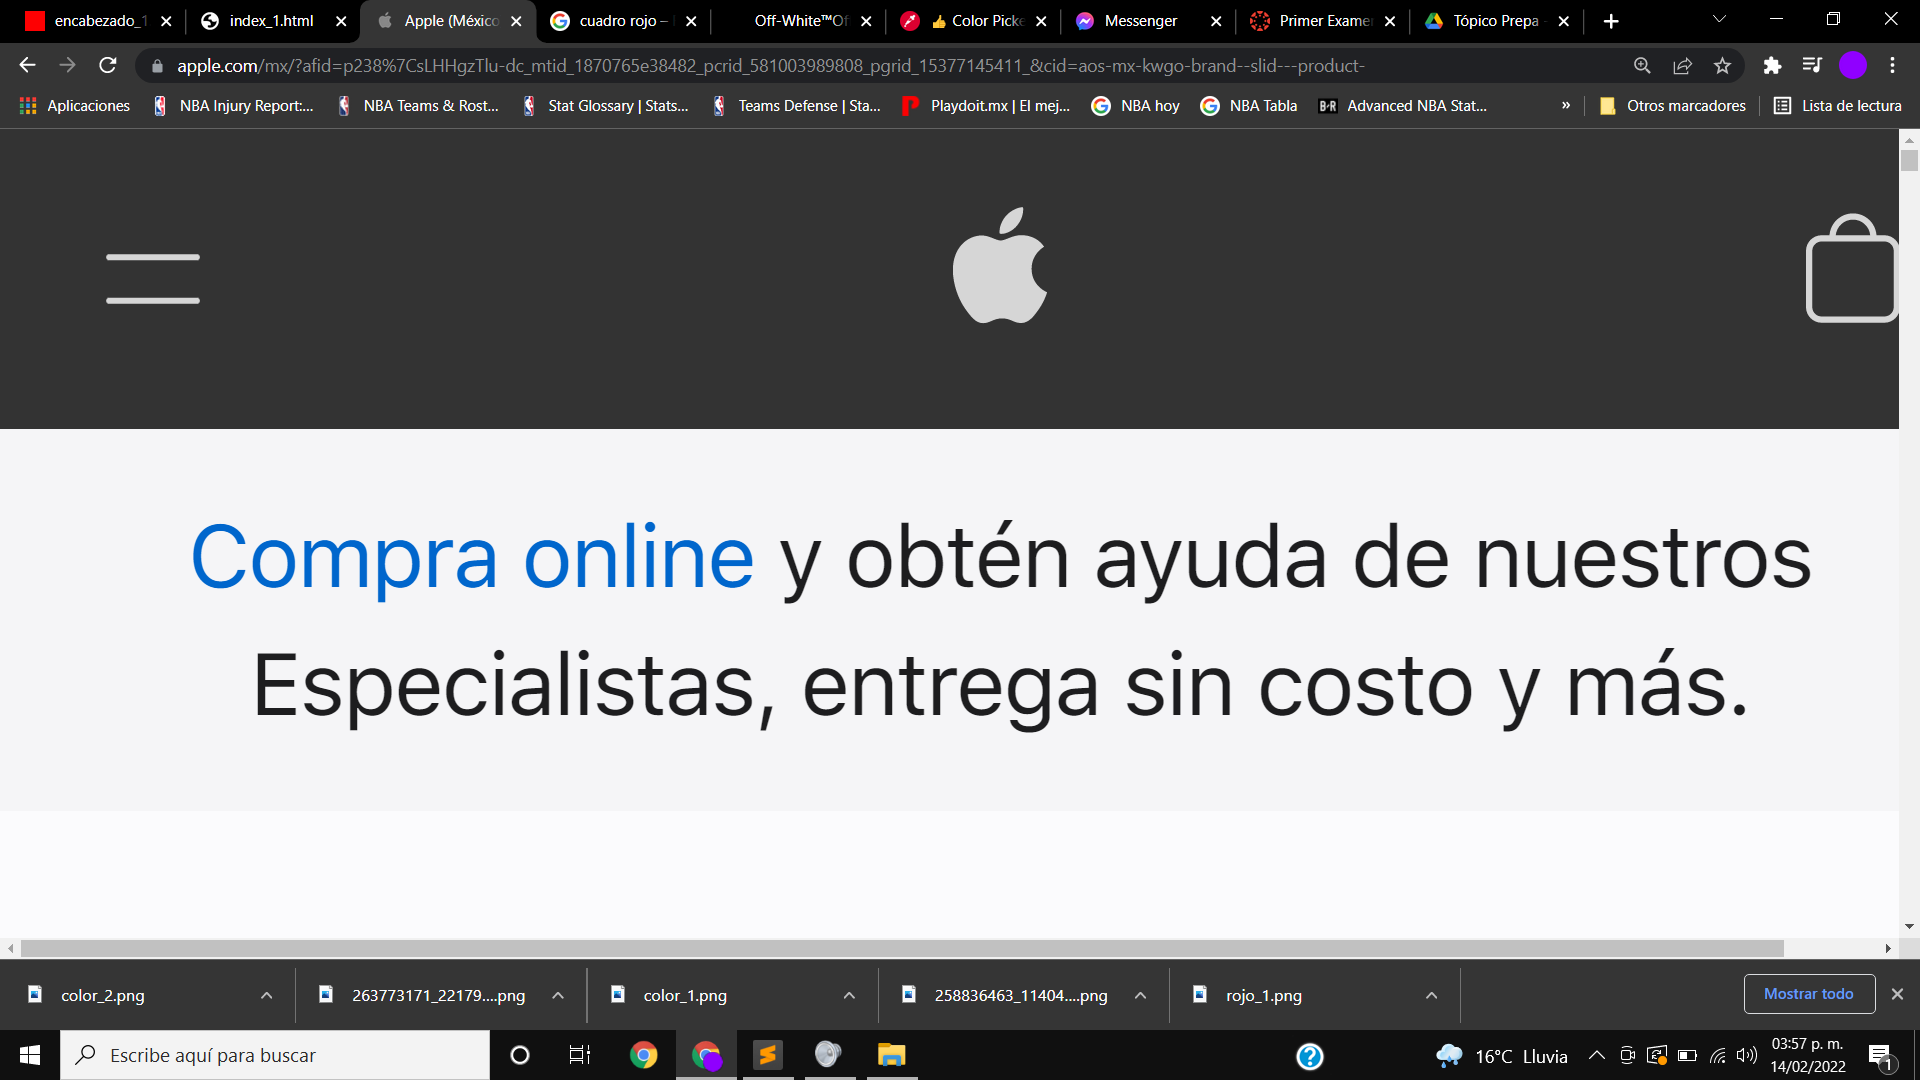 encabezado_1
index_1.html
Apple (México
cuadro rojo –
Off-White™Of
👍 Color Picke
Messenger
Primer Exame
Tópico Prepa
apple.com/mx/?afid=p238%7CsLHHgzTlu-dc_mtid_1870765e38482_pcrid_581003989808_pgrid_15377145411_&cid=aos-mx-kwgo-brand--slid---product-
Aplicaciones
NBA Injury Report:...
NBA Teams & Rost...
Stat Glossary | Stats...
Teams Defense | Sta...
Playdoit.mx | El mej...
NBA hoy
NBA Tabla
B R
Advanced NBA Stat...
»
Otros marcadores
Lista de lectura
Compra online y obtén ayuda de nuestros
Especialistas, entrega sin costo y más.
color_2.png
263773171_22179....png
color_1.png
258836463_11404....png
rojo_1.png
Mostrar todo
Escribe aquí para buscar
16°C Lluvia
03:57 p. m.
14/02/2022
1